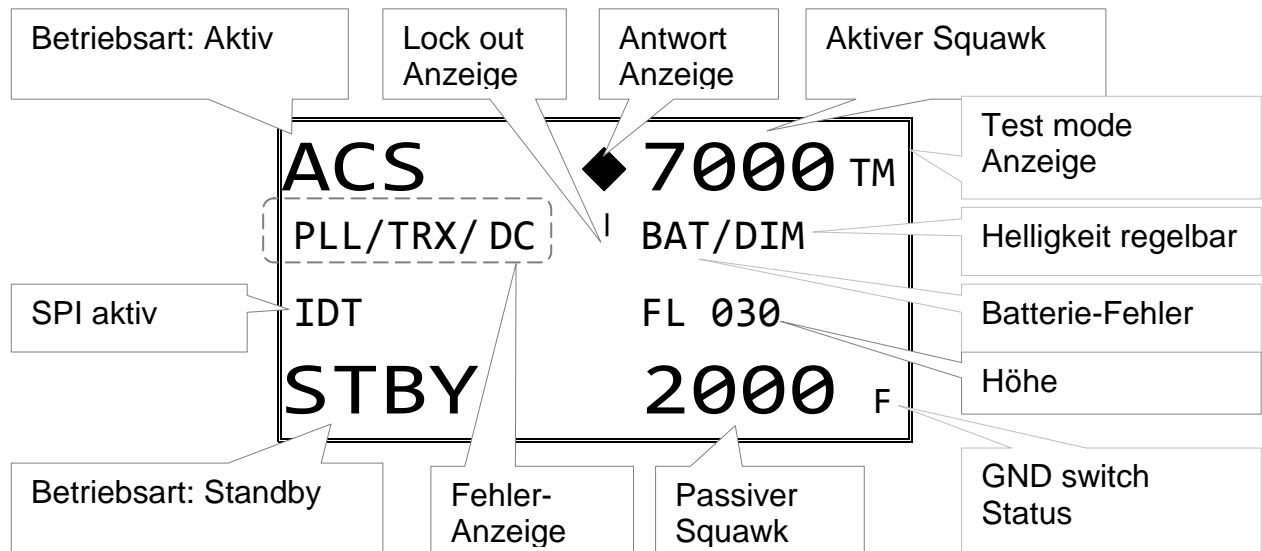 Betriebsart: Aktiv
Lock out
Anzeige
Antwort
Anzeige
Aktiver Squawk
Test mode
Anzeige
ACS ◆ 7000 TM
PLL/TRX/ DC | BAT/DIM
Helligkeit regelbar
SPI aktiv
IDT FL 030
Batterie-Fehler
Höhe
STBY 2000 F
Betriebsart: Standby
Fehler-
Anzeige
Passiver
Squawk
GND switch
Status